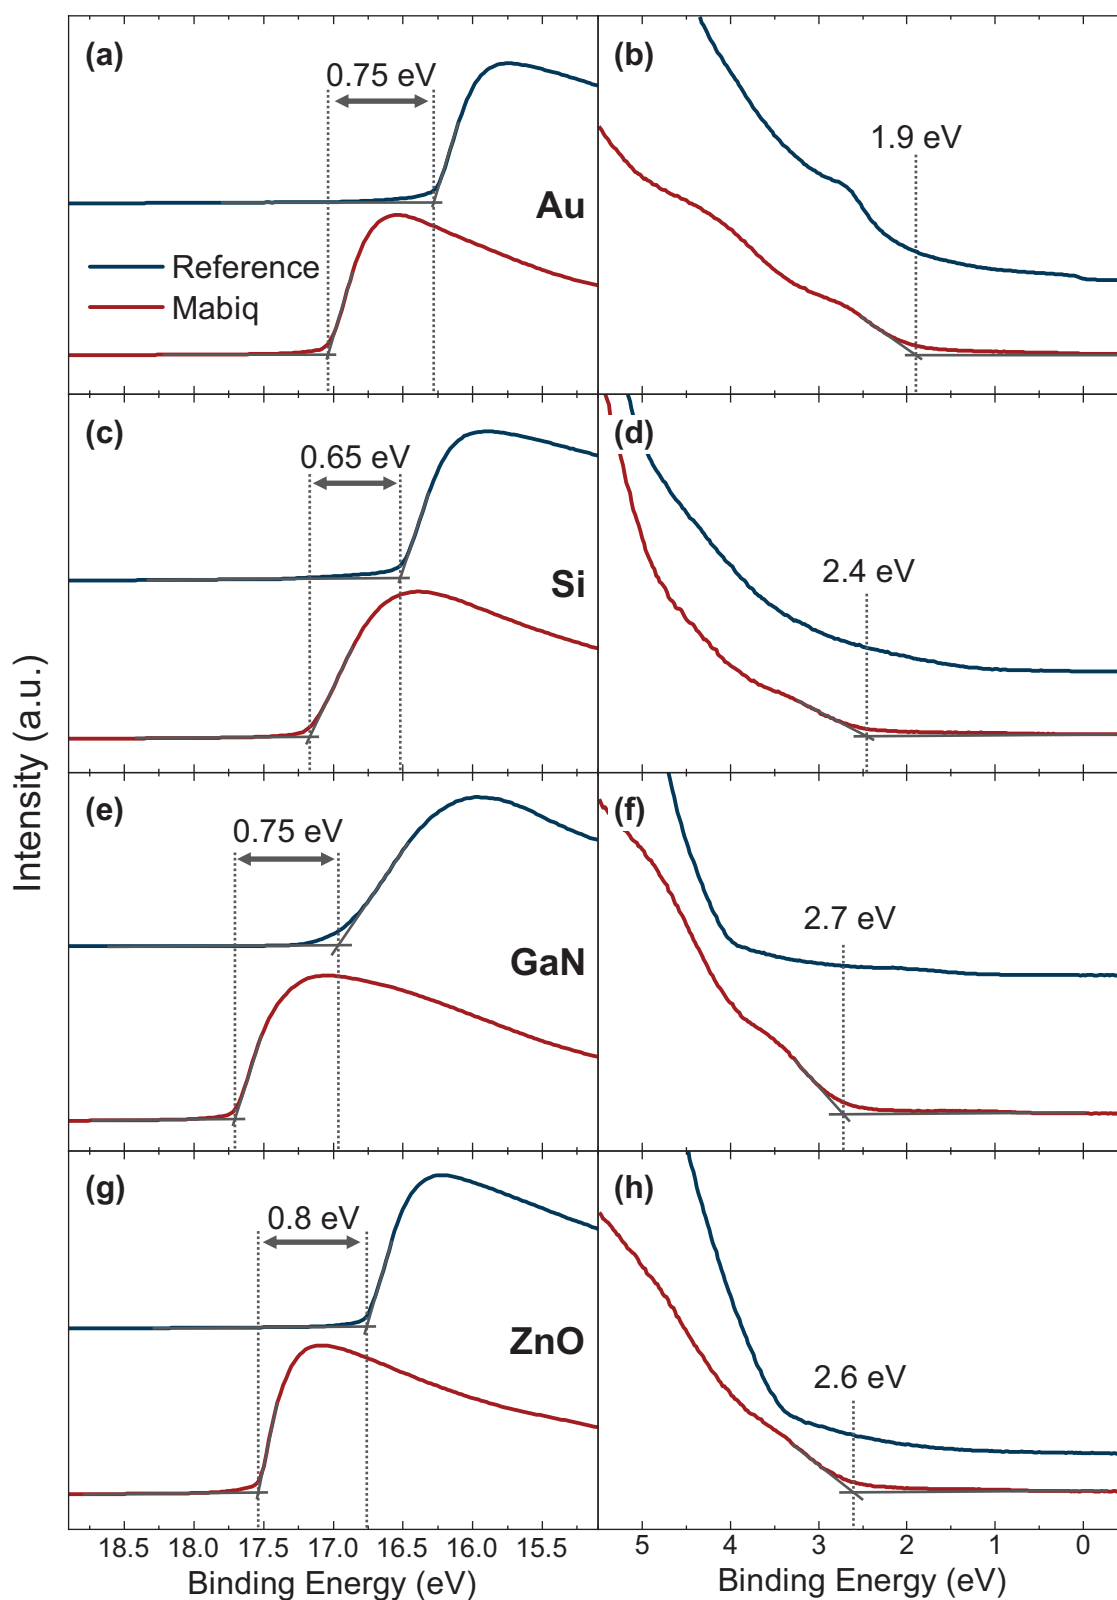 (a)
0.75 eV
Au
Reference
Mabiq
(b)
1.9 eV
(c)
0.65 eV
Si
(d)
2.4 eV
(e)
0.75 eV
GaN
(f)
2.7 eV
(g)
0.8 eV
ZnO
(h)
2.6 eV
Intensity (a.u.)
18.5 18.0 17.5 17.0 16.5 16.0 15.5
Binding Energy (eV)
5 4 3 2 1 0
Binding Energy (eV)